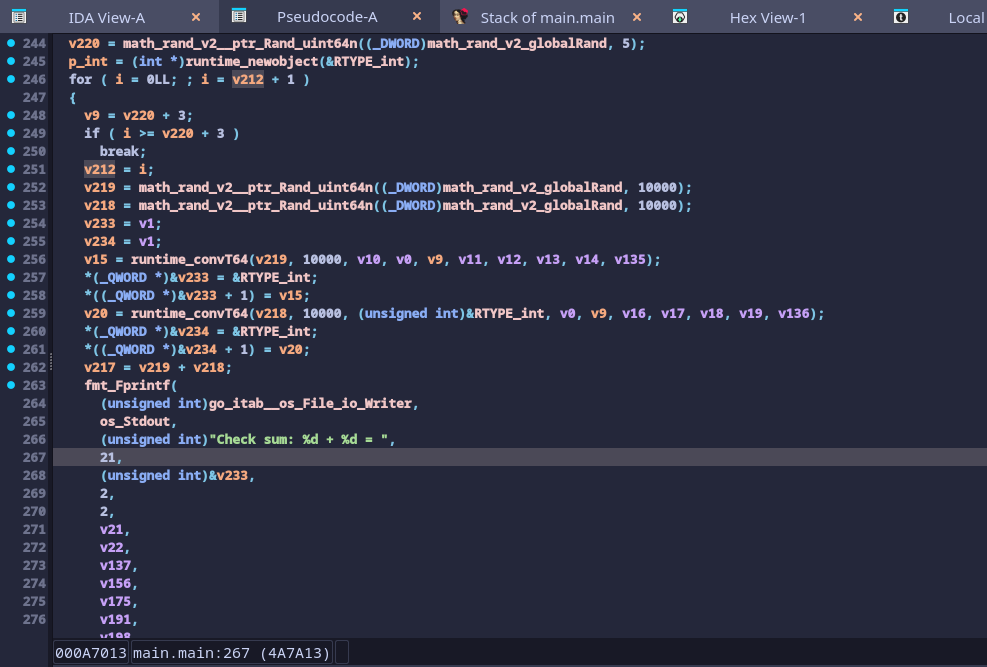 IDA View-A × Pseudocode-A × Stack of main.main × Hex View-1 × Local
244 v220 = math_rand_v2__ptr_Rand_uint64n((_DWORD)math_rand_v2_globalRand, 5);
245 p_int = (int *)runtime_newobject(&RTYPE_int);
246 for ( i = 0LL; ; i = v212 + 1 )
247 {
248 v9 = v220 + 3;
249 if ( i >= v220 + 3 )
250 break;
251 v212 = i;
252 v219 = math_rand_v2__ptr_Rand_uint64n((_DWORD)math_rand_v2_globalRand, 10000);
253 v218 = math_rand_v2__ptr_Rand_uint64n((_DWORD)math_rand_v2_globalRand, 10000);
254 v233 = v1;
255 v234 = v1;
256 v15 = runtime_convT64(v219, 10000, v10, v0, v9, v11, v12, v13, v14, v135);
257 *(_QWORD *)&v233 = &RTYPE_int;
258 *((_QWORD *)&v233 + 1) = v15;
259 v20 = runtime_convT64(v218, 10000, (unsigned int)&RTYPE_int, v0, v9, v16, v17, v18, v19, v136);
260 *(_QWORD *)&v234 = &RTYPE_int;
261 *((_QWORD *)&v234 + 1) = v20;
262 v217 = v219 + v218;
263 fmt_Fprintf(
264 (unsigned int)go_itab__os_File_io_Writer,
265 os_Stdout,
266 (unsigned int)"Check sum: %d + %d = ",
267 21,
268 (unsigned int)&v233,
269 2,
270 2,
271 v21,
272 v22,
273 v137,
274 v156,
275 v175,
276 v191,
v198
000A7013 main.main:267 (4A7A13)